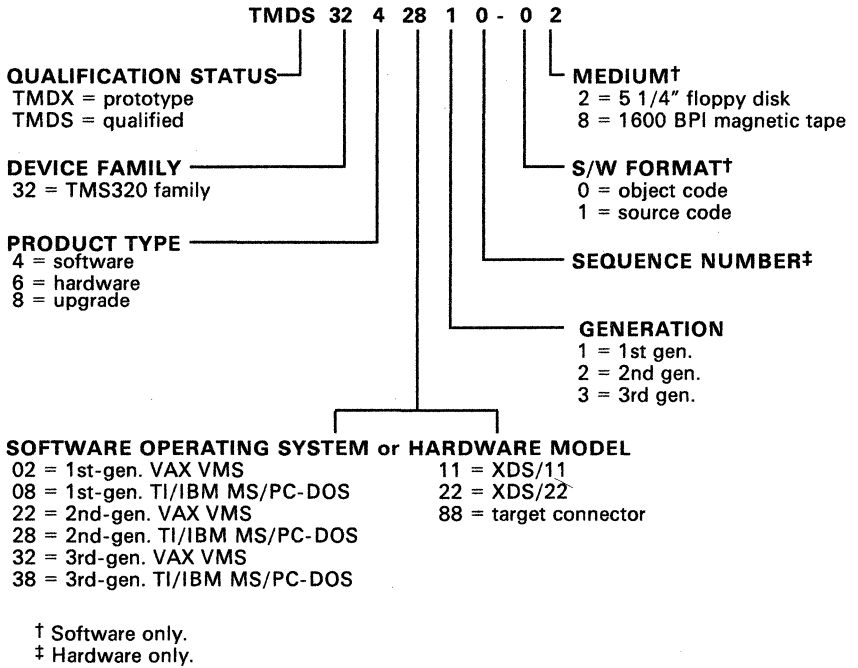 TMDS 32 4 28 1 0 - 0 2
QUALIFICATION STATUS
TMDX = prototype
TMDS = qualified
DEVICE FAMILY
32 = TMS320 family
PRODUCT TYPE
4 = software
6 = hardware
8 = upgrade
MEDIUM†
2 = 5 1/4" floppy disk
8 = 1600 BPI magnetic tape
S/W FORMAT†
0 = object code
1 = source code
SEQUENCE NUMBER‡
GENERATION
1 = 1st gen.
2 = 2nd gen.
3 = 3rd gen.
SOFTWARE OPERATING SYSTEM or HARDWARE MODEL
02 = 1st-gen. VAX VMS
08 = 1st-gen. TI/IBM MS/PC-DOS
22 = 2nd-gen. VAX VMS
28 = 2nd-gen. TI/IBM MS/PC-DOS
32 = 3rd-gen. VAX VMS
38 = 3rd-gen. TI/IBM MS/PC-DOS
11 = XDS/11
22 = XDS/22
88 = target connector
† Software only.
‡ Hardware only.